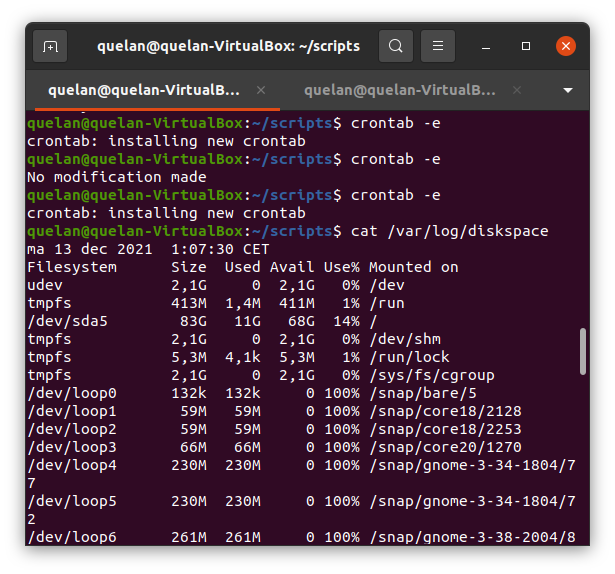 quelan@quelan-VirtualBox: ~/scripts
quelan@quelan-VirtualB... × quelan@quelan-VirtualB... ×
quelan@quelan-VirtualBox:~/scripts$ crontab -e
crontab: installing new crontab
quelan@quelan-VirtualBox:~/scripts$ crontab -e
No modification made
quelan@quelan-VirtualBox:~/scripts$ crontab -e
crontab: installing new crontab
quelan@quelan-VirtualBox:~/scripts$ cat /var/log/diskspace
ma 13 dec 2021  1:07:30 CET
Filesystem      Size  Used Avail Use% Mounted on
udev            2,1G     0  2,1G   0% /dev
tmpfs           413M  1,4M  411M   1% /run
/dev/sda5        83G   11G   68G  14% /
tmpfs           2,1G     0  2,1G   0% /dev/shm
tmpfs           5,3M  4,1k  5,3M   1% /run/lock
tmpfs           2,1G     0  2,1G   0% /sys/fs/cgroup
/dev/loop0      132k  132k     0 100% /snap/bare/5
/dev/loop1       59M   59M     0 100% /snap/core18/2128
/dev/loop2       59M   59M     0 100% /snap/core18/2253
/dev/loop3       66M   66M     0 100% /snap/core20/1270
/dev/loop4      230M  230M     0 100% /snap/gnome-3-34-1804/7
7
/dev/loop5      230M  230M     0 100% /snap/gnome-3-34-1804/7
2
/dev/loop6      261M  261M     0 100% /snap/gnome-3-38-2004/8